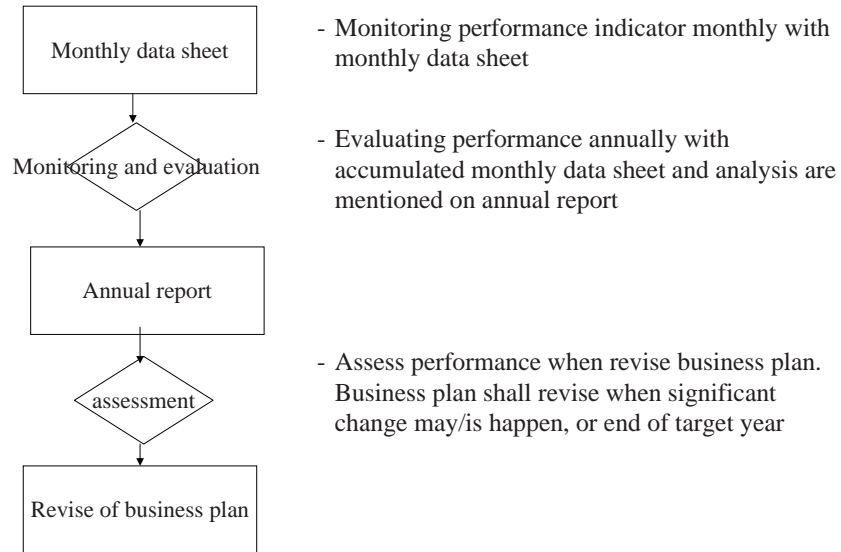 Monthly data sheet
- Monitoring performance indicator monthly with
monthly data sheet
Monitoring and evaluation
- Evaluating performance annually with
accumulated monthly data sheet and analysis are
mentioned on annual report
Annual report
assessment
- Assess performance when revise business plan.
Business plan shall revise when significant
change may/is happen, or end of target year
Revise of business plan